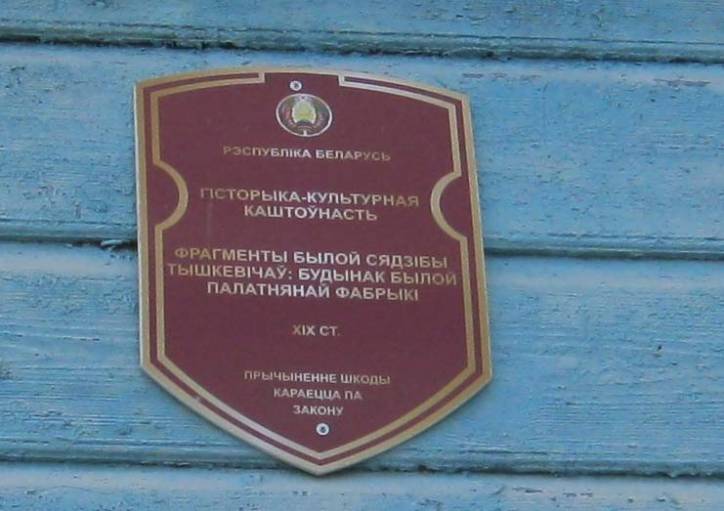 РЭСПУБЛІКА БЕЛАРУСЬ
ГІСТОРЫКА-КУЛЬТУРНАЯ
КАШТОЎНАСТЬ
ФРАГМЕНТЫ БЫЛОЙ СЯДЗІБЫ
ТЫШКЕВІЧАЎ: БУДЫНАК БЫЛОЙ
ПАЛАТНЯНАЙ ФАБРЫКІ
XIX СТ.
ПРЫЧЫНЕННЕ ШКОДЫ
КАРАЕЦЦА ПА
ЗАКОНУ